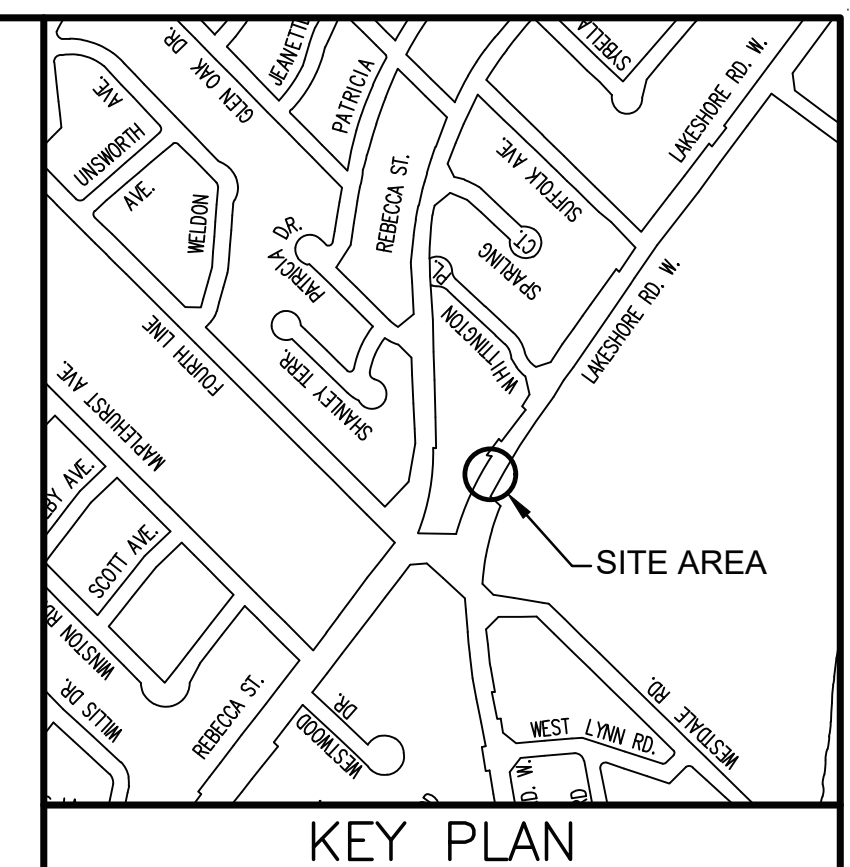 GLEN OAK DR.
JEANETTE
PATRICIA
SYBELLA
LAKESHORE RD. W.
AVE.
UNSWORTH
AVE.
WELDON
REBECCA ST.
SUFFOLK AVE.
CT.
SPARLING
PATRICIA DR.
PL.
WHITTINGTON
LAKESHORE RD. W.
FOURTH LINE
SHANLEY TERR.
MAPLEHURST AVE.
BY AVE.
SCOTT AVE.
SITE AREA
WINSTON RD.
WILLIS DR.
REBECCA ST.
WESTWOOD DR.
WEST LYNN RD.
WESTDALE RD.
D. W.
KEY PLAN